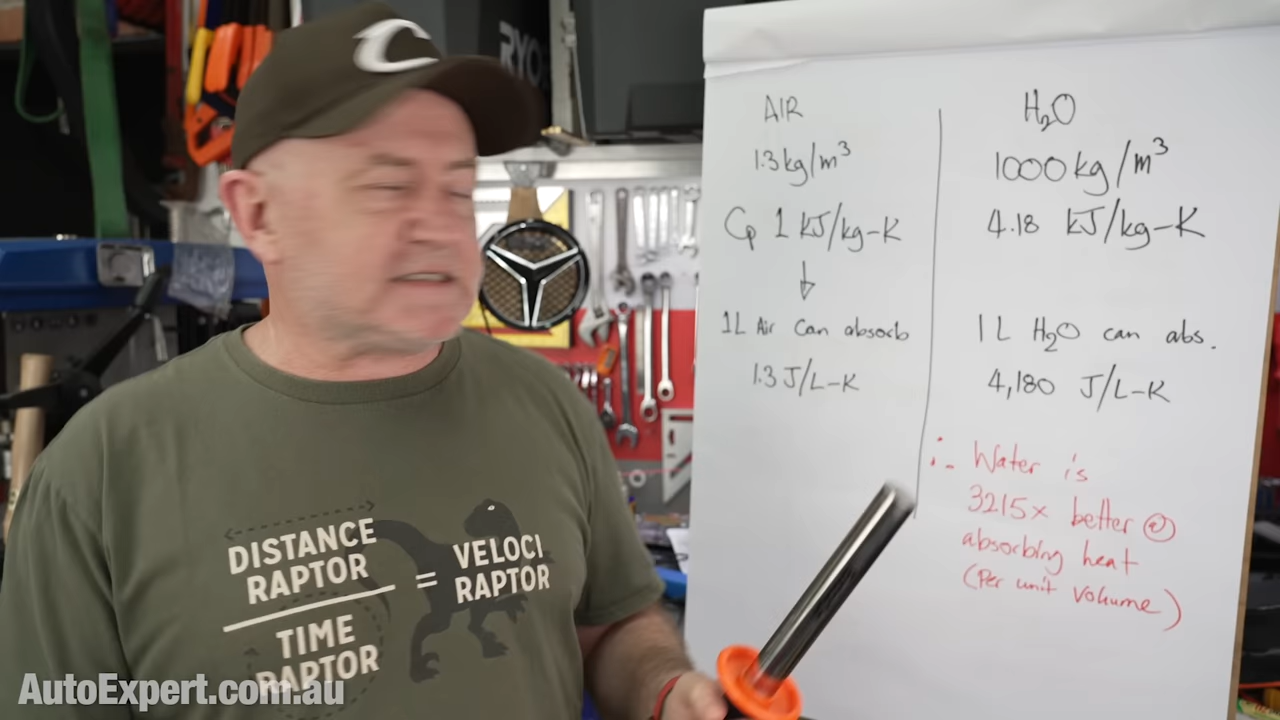 C
RYO
AIR
1.3 kg/m³
Cp 1 kJ/kg-K
1L Air can absorb
1.3 J/L-K
H₂O
1000 kg/m³
4.18 kJ/kg-K
1 L H₂O can abs.
4,180 J/L-K
∴ Water is
3215x better @
absorbing heat
(per unit volume)
DISTANCE
RAPTOR
TIME
RAPTOR
= VELOCI
RAPTOR
AutoExpert.com.au